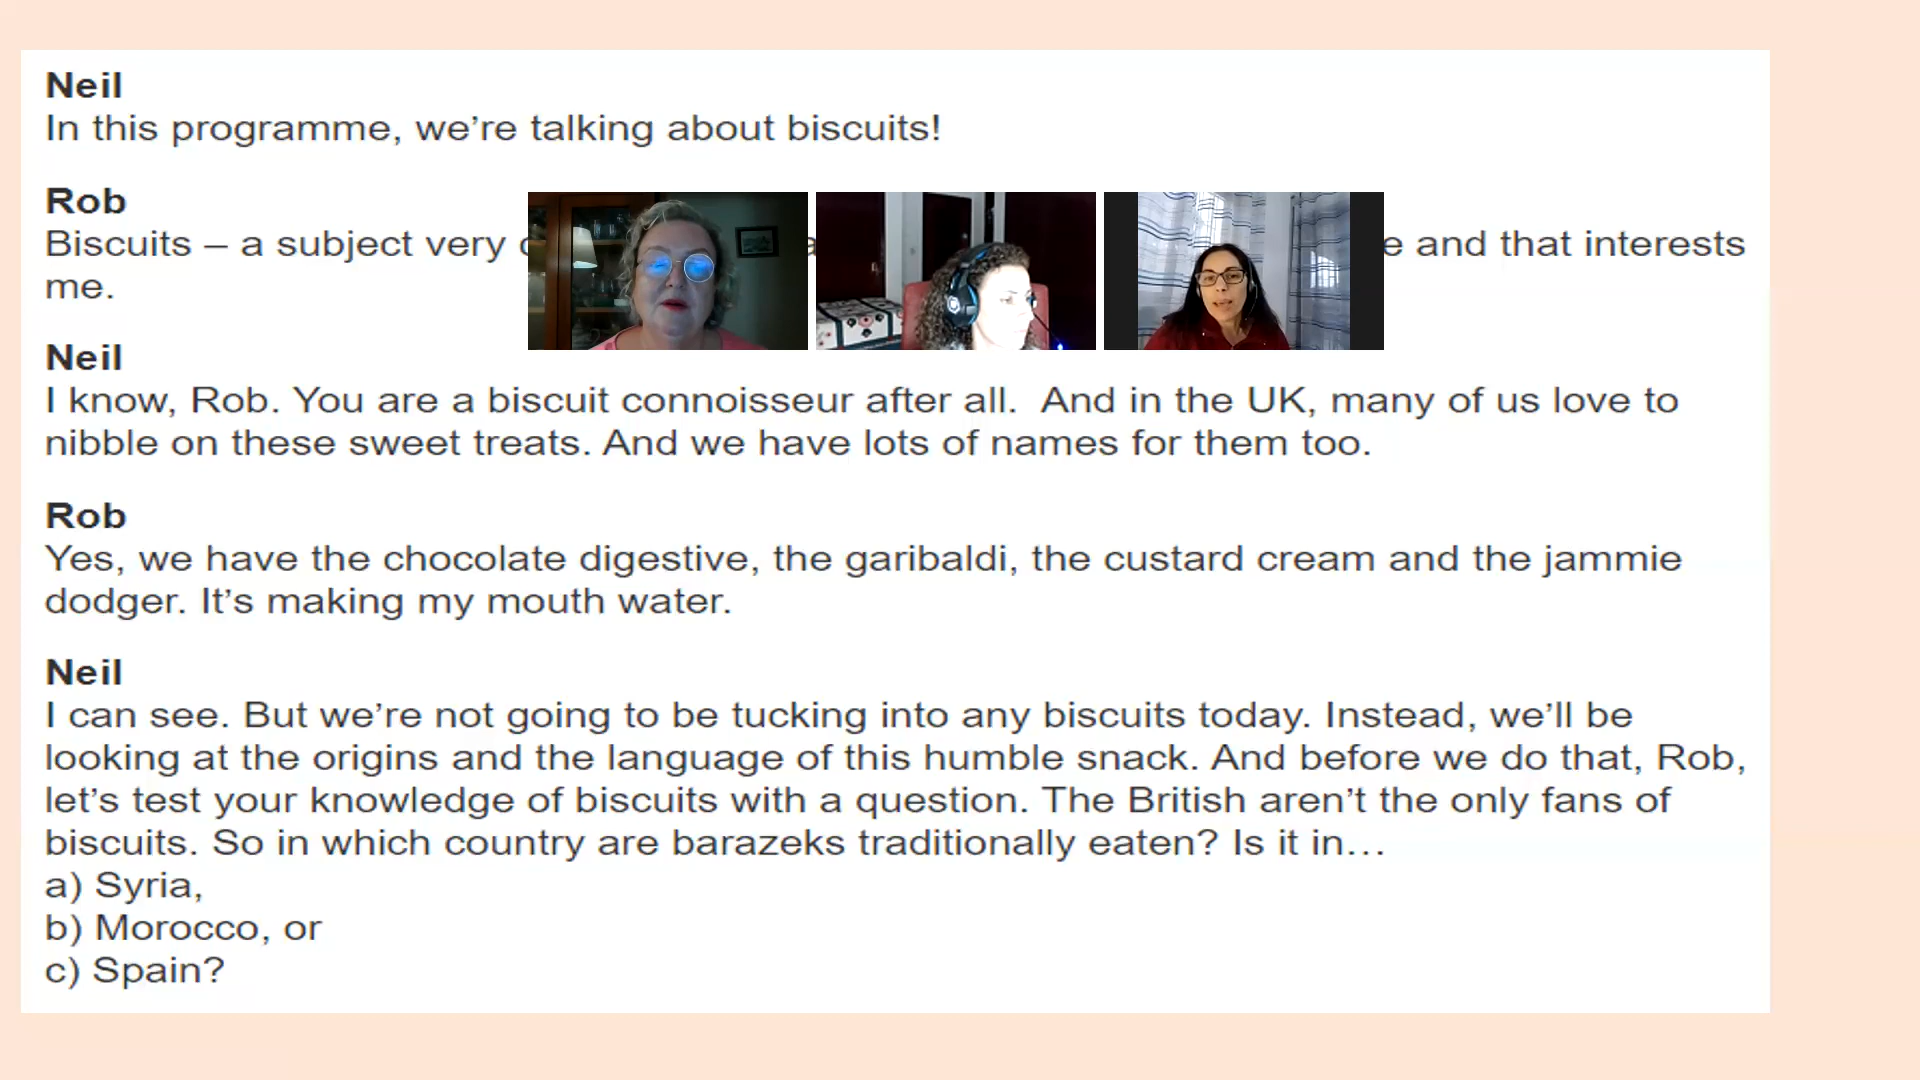 Neil
In this programme, we’re talking about biscuits!
Rob
Biscuits – a subject very e and that interests
me.
Neil
I know, Rob. You are a biscuit connoisseur after all.  And in the UK, many of us love to
nibble on these sweet treats. And we have lots of names for them too.
Rob
Yes, we have the chocolate digestive, the garibaldi, the custard cream and the jammie
dodger. It’s making my mouth water.
Neil
I can see. But we’re not going to be tucking into any biscuits today. Instead, we’ll be
looking at the origins and the language of this humble snack. And before we do that, Rob,
let’s test your knowledge of biscuits with a question. The British aren’t the only fans of
biscuits. So in which country are barazeks traditionally eaten? Is it in…
a) Syria,
b) Morocco, or
c) Spain?